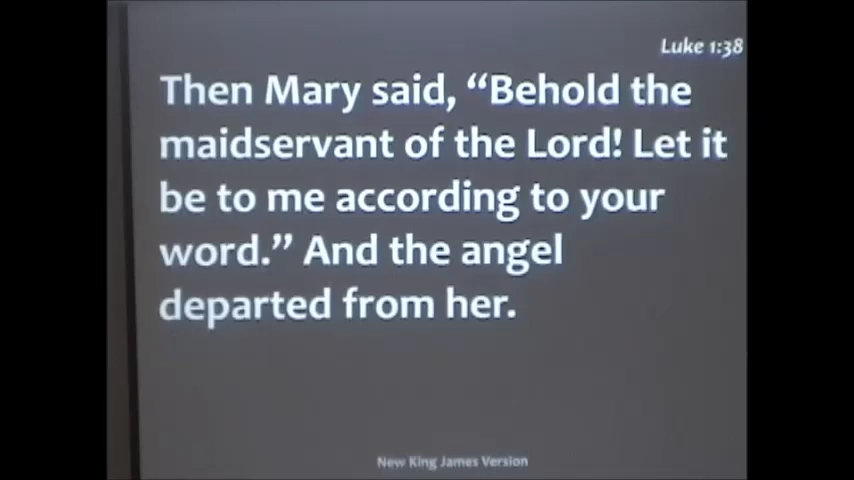 Luke 1:38
Then Mary said, “Behold the
maidservant of the Lord! Let it
be to me according to your
word.” And the angel
departed from her.
New King James Version